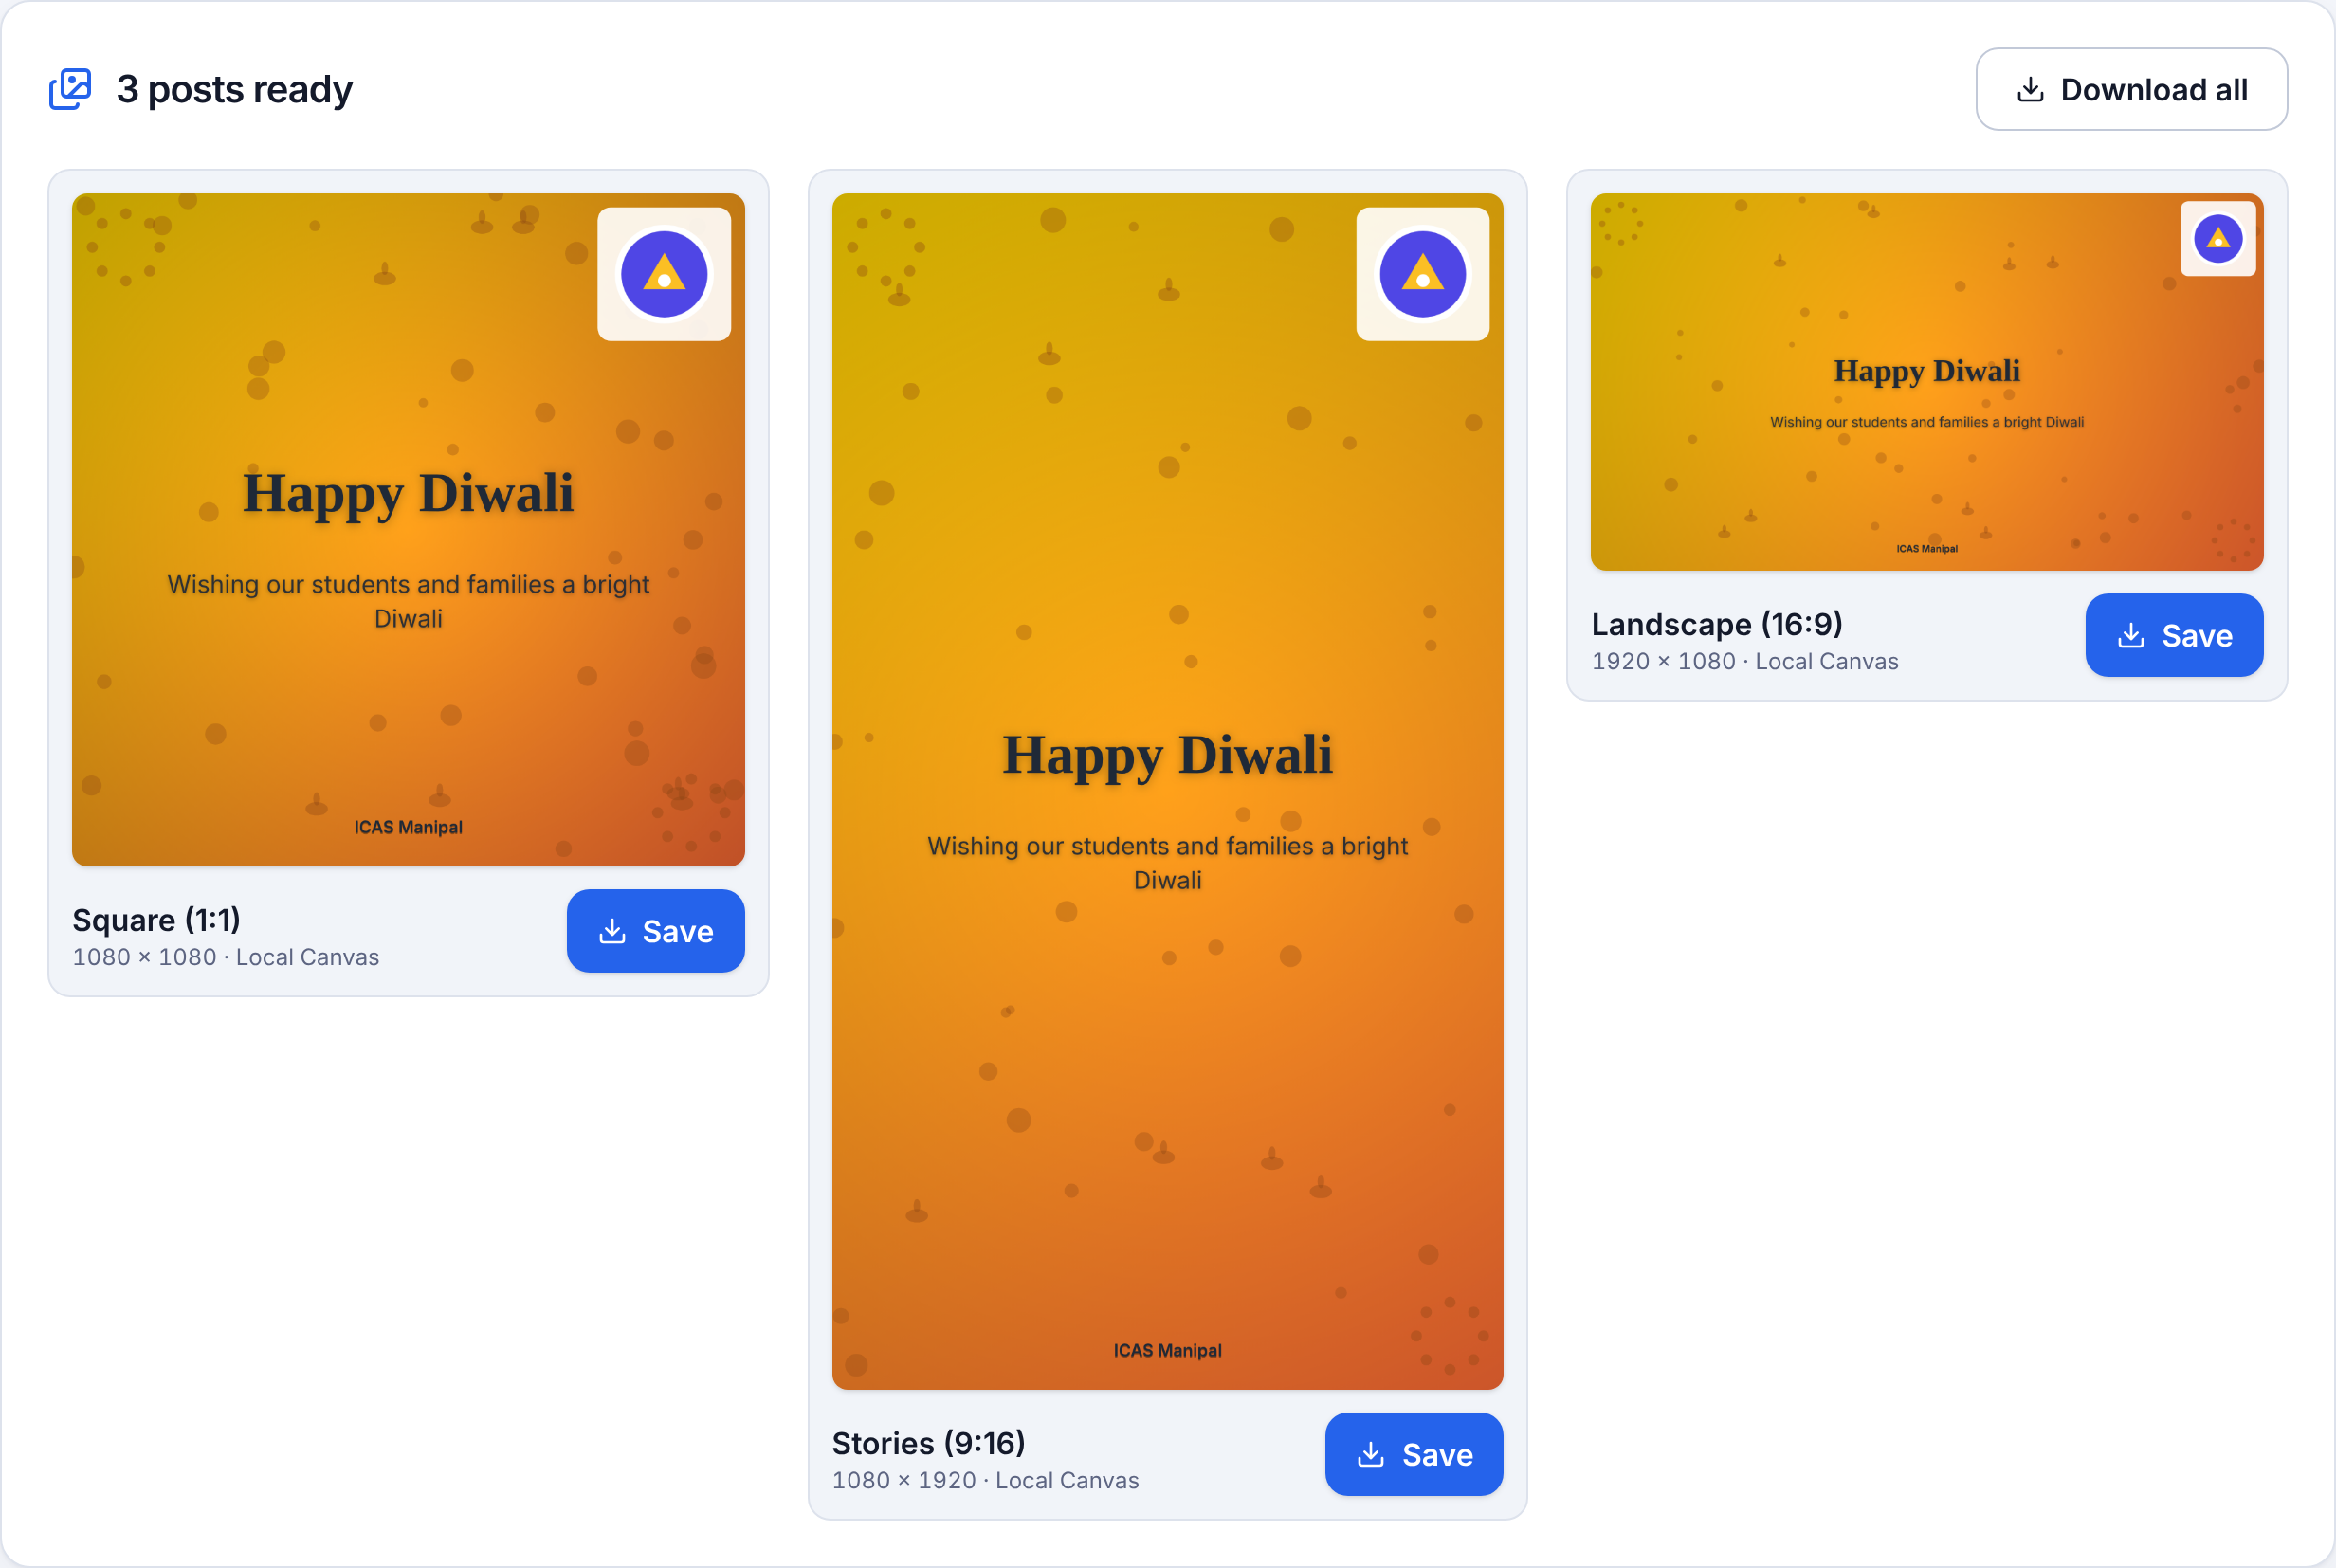 3 posts ready
Download all
Happy Diwali
Wishing our students and families a bright
Diwali
ICAS Manipal
Square (1:1)
1080 × 1080 · Local Canvas
Save
Happy Diwali
Wishing our students and families a bright
Diwali
ICAS Manipal
Stories (9:16)
1080 × 1920 · Local Canvas
Save
Happy Diwali
Wishing our students and families a bright Diwali
ICAS Manipal
Landscape (16:9)
1920 × 1080 · Local Canvas
Save